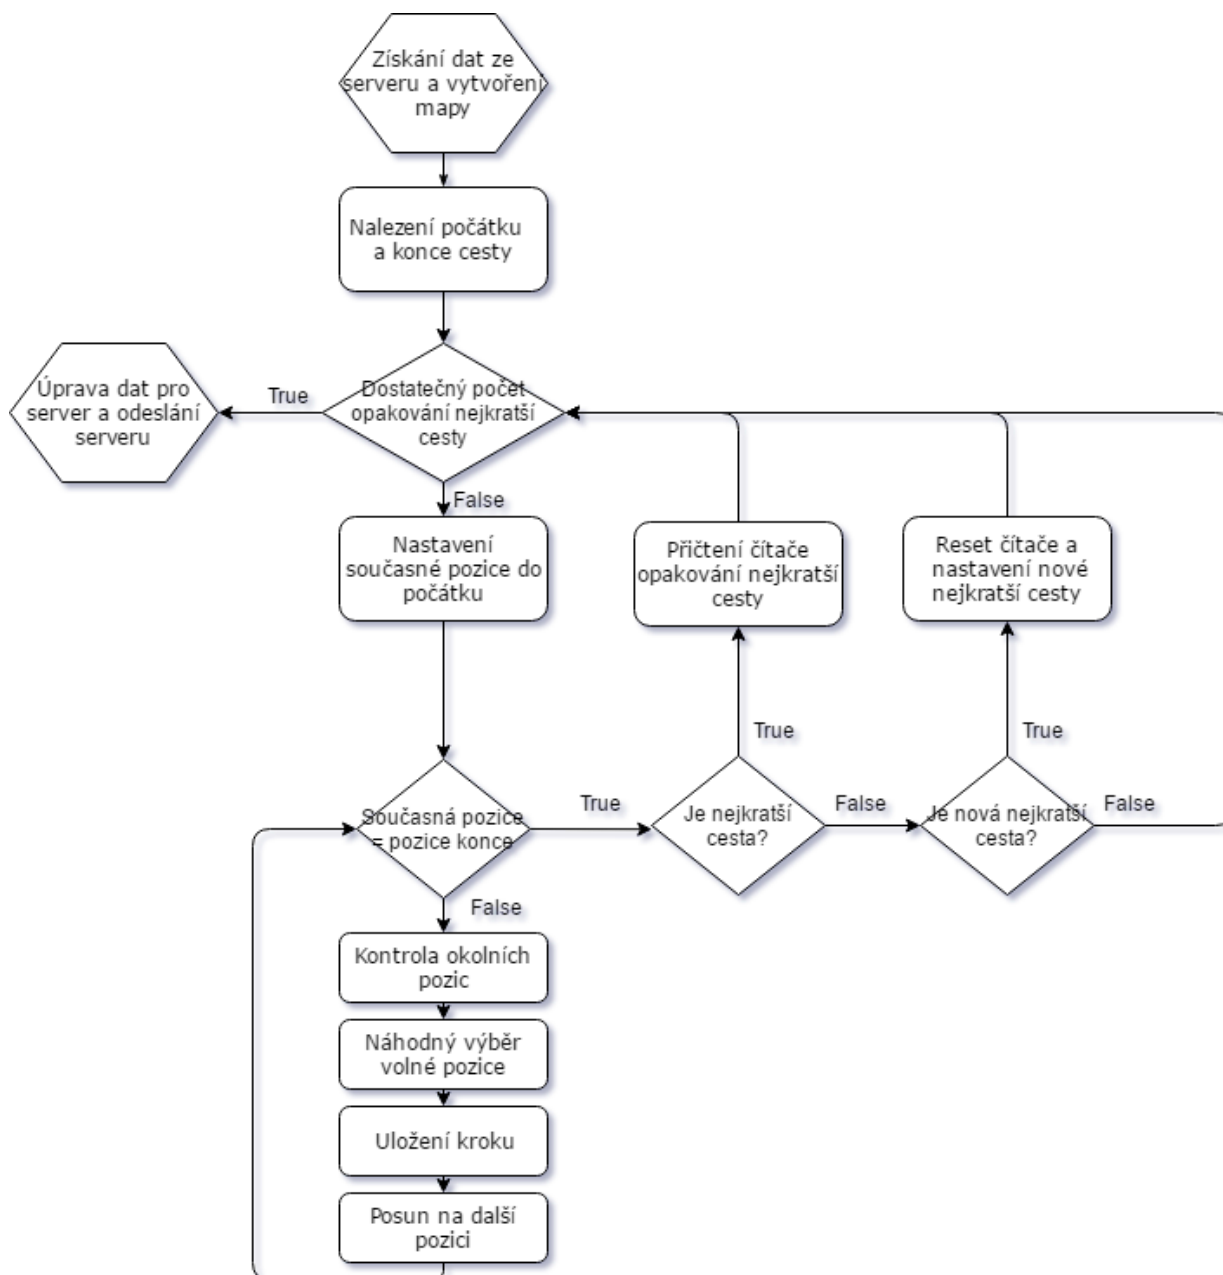 Získání dat ze
serveru a vytvoření
mapy
Nalezení počátku
a konce cesty
Dostatečný počet
opakování nejkratší
cesty
True
Úprava dat pro
server a odeslání
serveru
False
Nastavení
současné pozice do
počátku
Přičtení čítače
opakování nejkratší
cesty
Reset čítače a
nastavení nové
nejkratší cesty
True
True
Současná pozice
= pozice konce
True
Je nejkratší
cesta?
False
Je nová nejkratší
cesta?
False
False
Kontrola okolních
pozic
Náhodný výběr
volné pozice
Uložení kroku
Posun na další
pozici